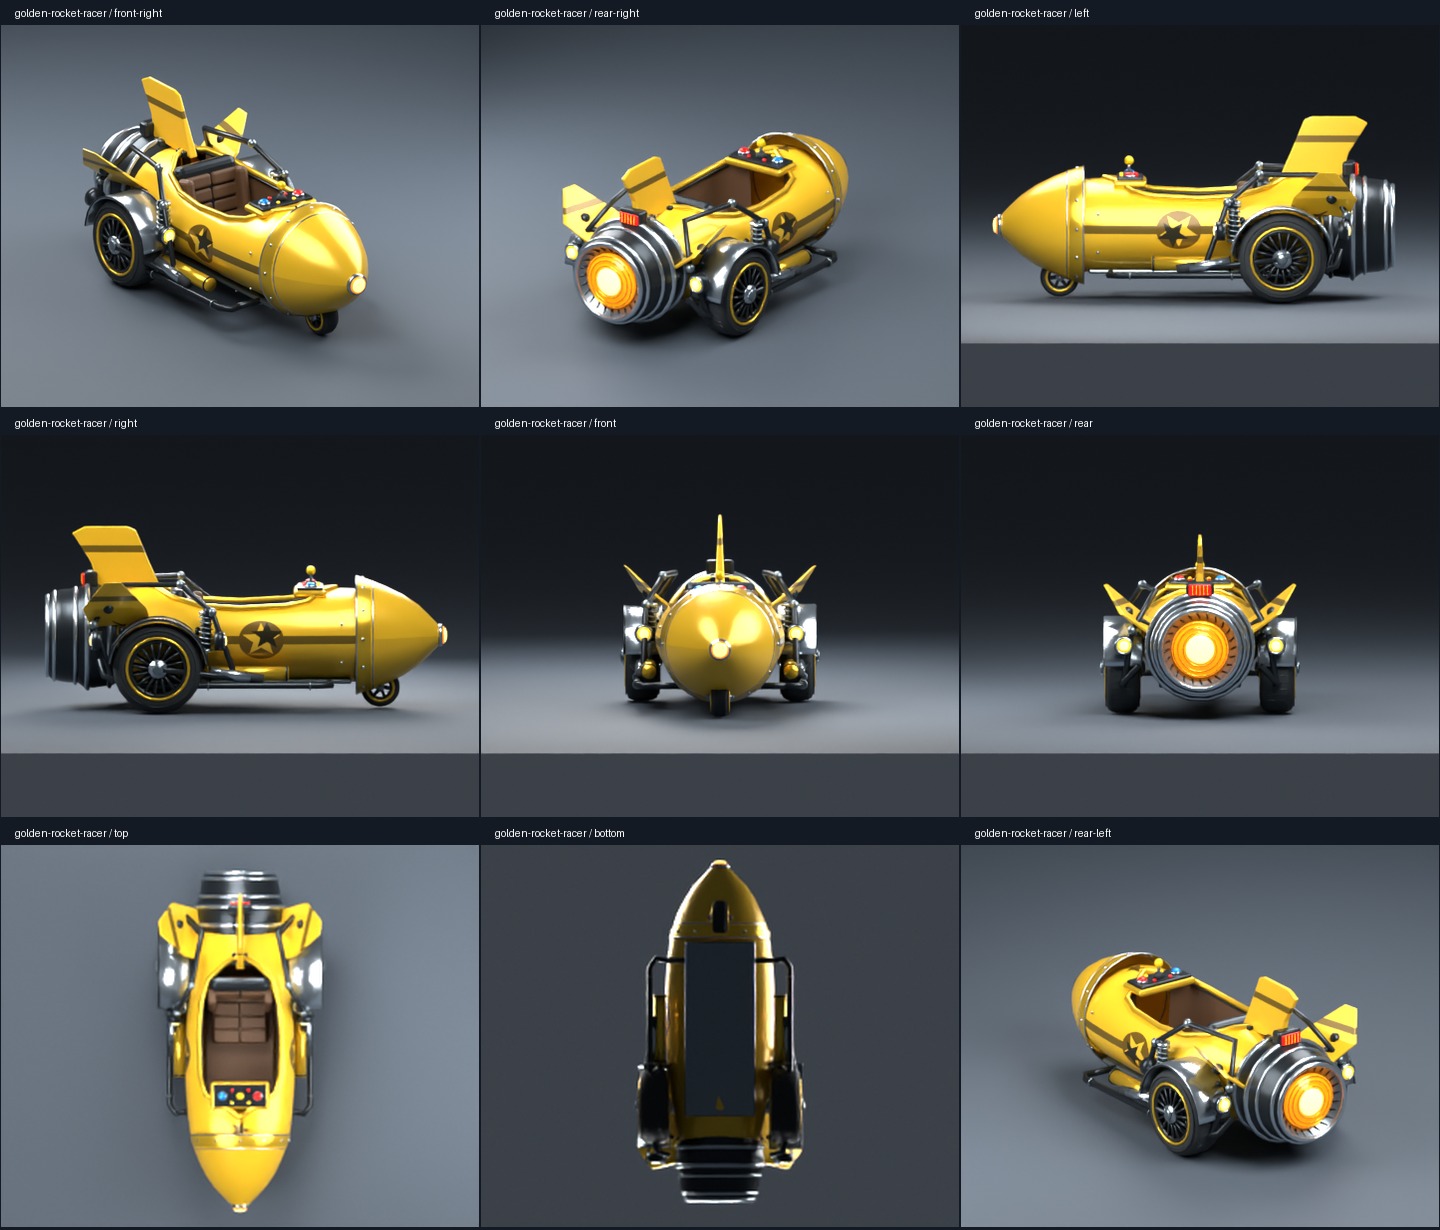 golden-rocket-racer / front-right
golden-rocket-racer / rear-right
golden-rocket-racer / left
golden-rocket-racer / right
golden-rocket-racer / front
golden-rocket-racer / rear
golden-rocket-racer / top
golden-rocket-racer / bottom
golden-rocket-racer / rear-left